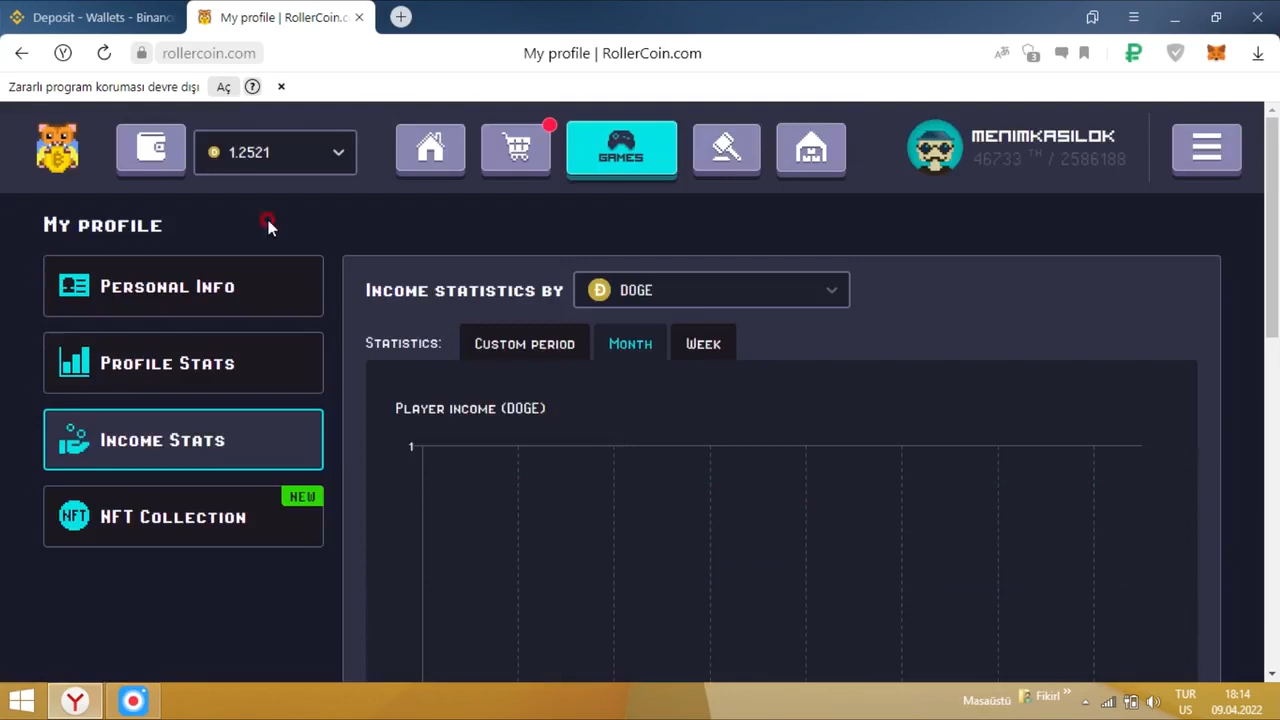 Deposit - Wallets - Binanc
My profile | RollerCoin.c
rollercoin.com
My profile | RollerCoin.com
3
Zararlı program koruması devre dışı
Aç
?
1.2521
GAMES
MENIMKASILOK
46733 TH / 2586188
MY PROFILE
PERSONAL INFO
PROFILE STATS
INCOME STATS
NEW
NFT
NFT COLLECTION
INCOME STATISTICS BY
DOGE
STATISTICS:
CUSTOM PERIOD
MONTH
WEEK
PLAYER INCOME (DOGE)
1
Masaüstü
Fikirl
TUR
US
18:14
09.04.2022